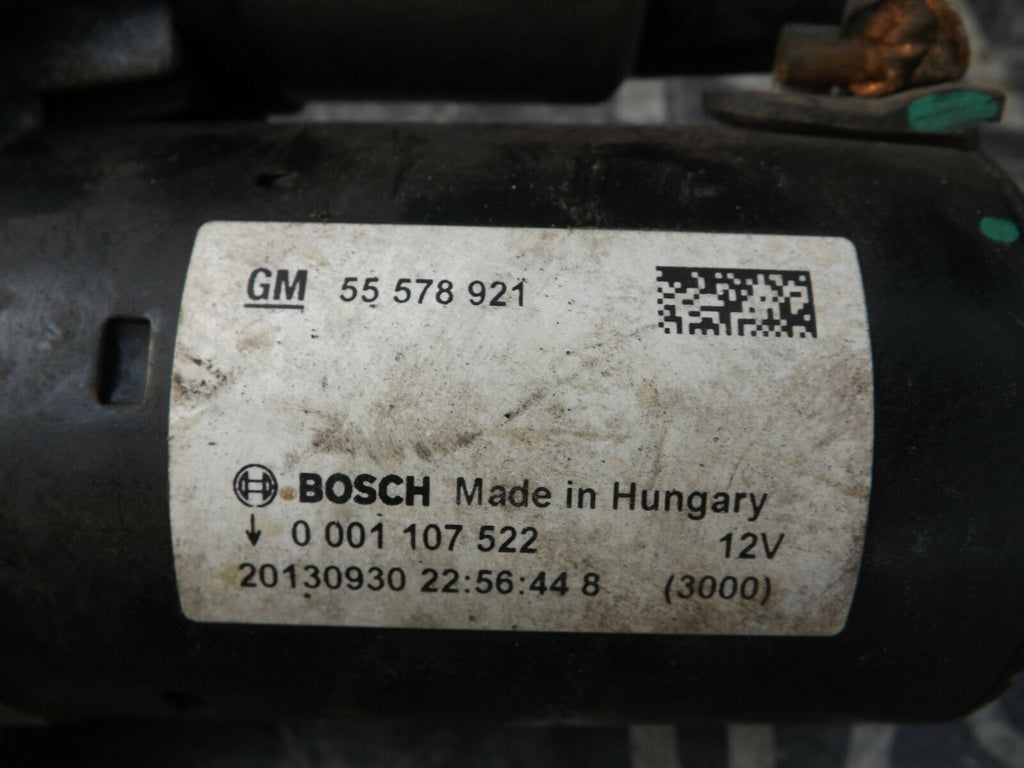 GM 55 578 921
BOSCH Made in Hungary
↓ 0 001 107 522 12V
20130930 22:56:44 8 (3000)